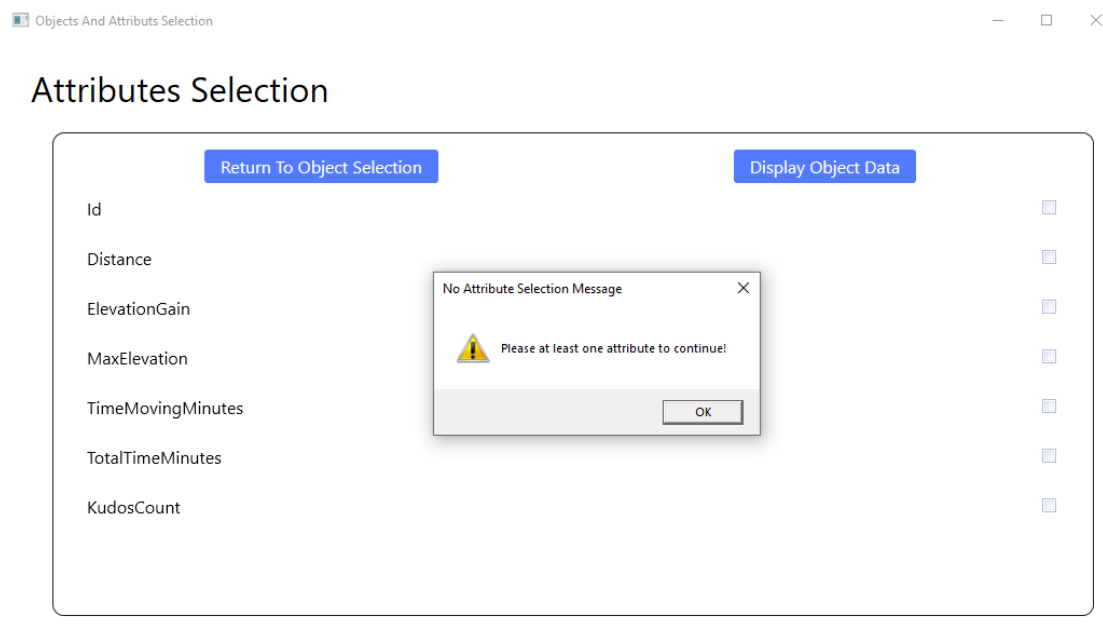 Objects And Attributs Selection
Attributes Selection
Return To Object Selection
Display Object Data
Id
Distance
ElevationGain
MaxElevation
TimeMovingMinutes
TotalTimeMinutes
KudosCount
No Attribute Selection Message
Please at least one attribute to continue!
OK